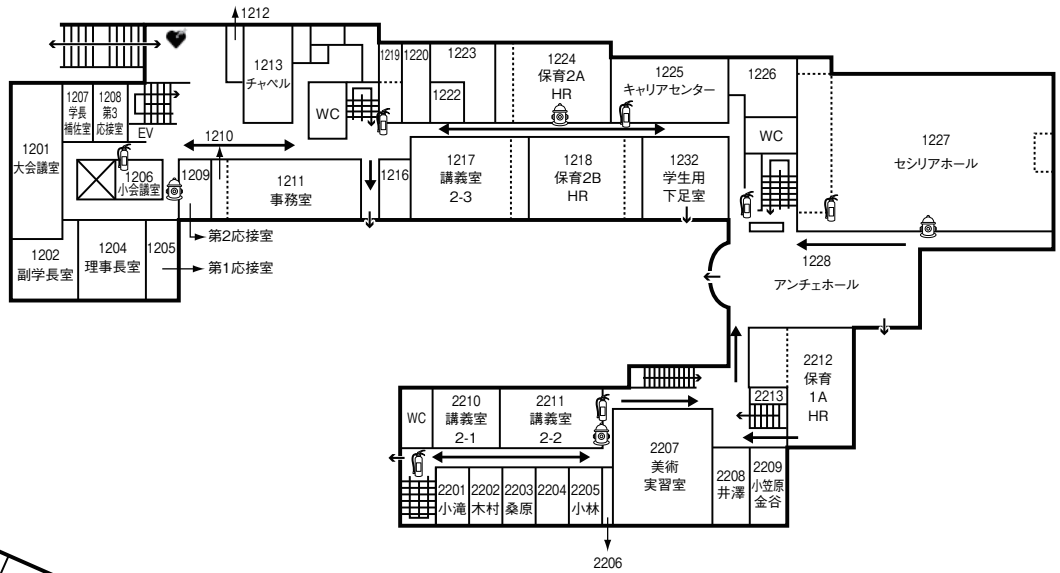 1212
1213
チャペル
1219
1220
1223
1222
1224
保育2A
HR
1225
キャリアセンター
1226
1207
学長
補佐室
1208
第3
応接室
WC
WC
EV
1227
セシリアホール
1201
大会議室
1210
1206
小会議室
1209
1211
事務室
1216
1217
講義室
2-3
1218
保育2B
HR
1232
学生用
下足室
第2応接室
1202
副学長室
1204
理事長室
1205
第1応接室
1228
アンチェホール
2212
保育
1A
HR
2213
WC
2210
講義室
2-1
2211
講義室
2-2
2207
美術
実習室
2208
井澤
2209
小笠原
金谷
2201
小滝
2202
木村
2203
桑原
2204
2205
小林
2206